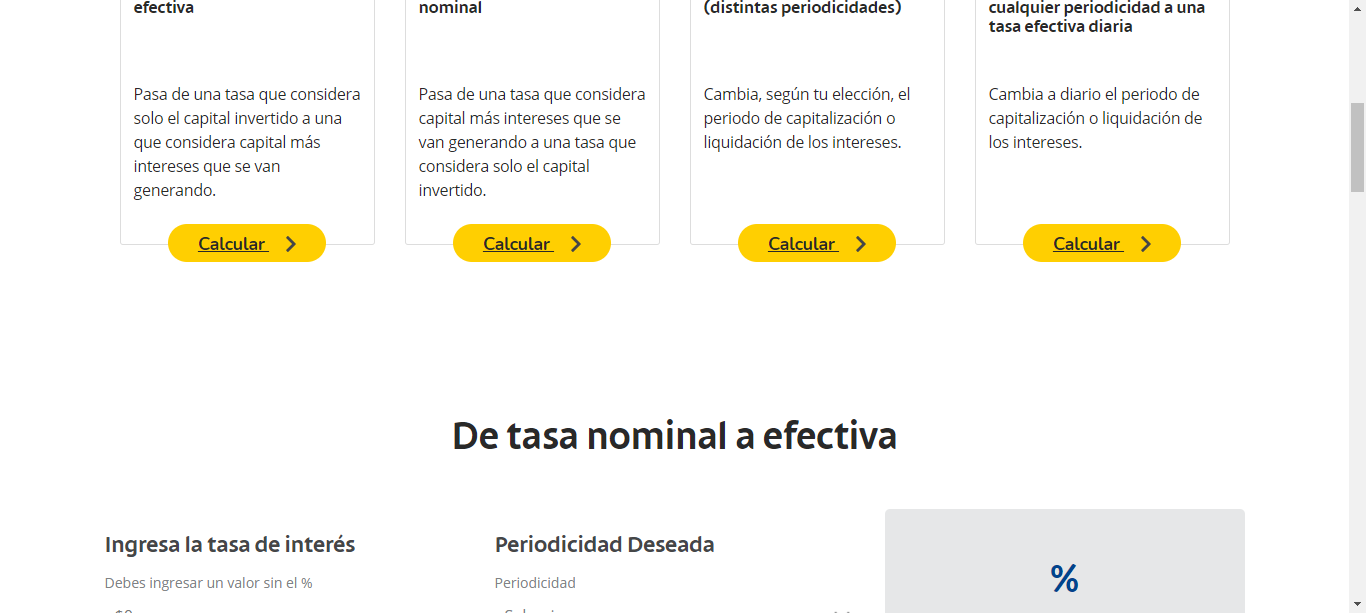 efectiva
Pasa de una tasa que considera
solo el capital invertido a una
que considera capital más
intereses que se van
generando.
Calcular
nominal
Pasa de una tasa que considera
capital más intereses que se
van generando a una tasa que
considera solo el capital
invertido.
Calcular
(distintas periodicidades)
Cambia, según tu elección, el
periodo de capitalización o
liquidación de los intereses.
Calcular
cualquier periodicidad a una
tasa efectiva diaria
Cambia a diario el periodo de
capitalización o liquidación de
los intereses.
Calcular
De tasa nominal a efectiva
Ingresa la tasa de interés
Debes ingresar un valor sin el %
Periodicidad Deseada
Periodicidad
%